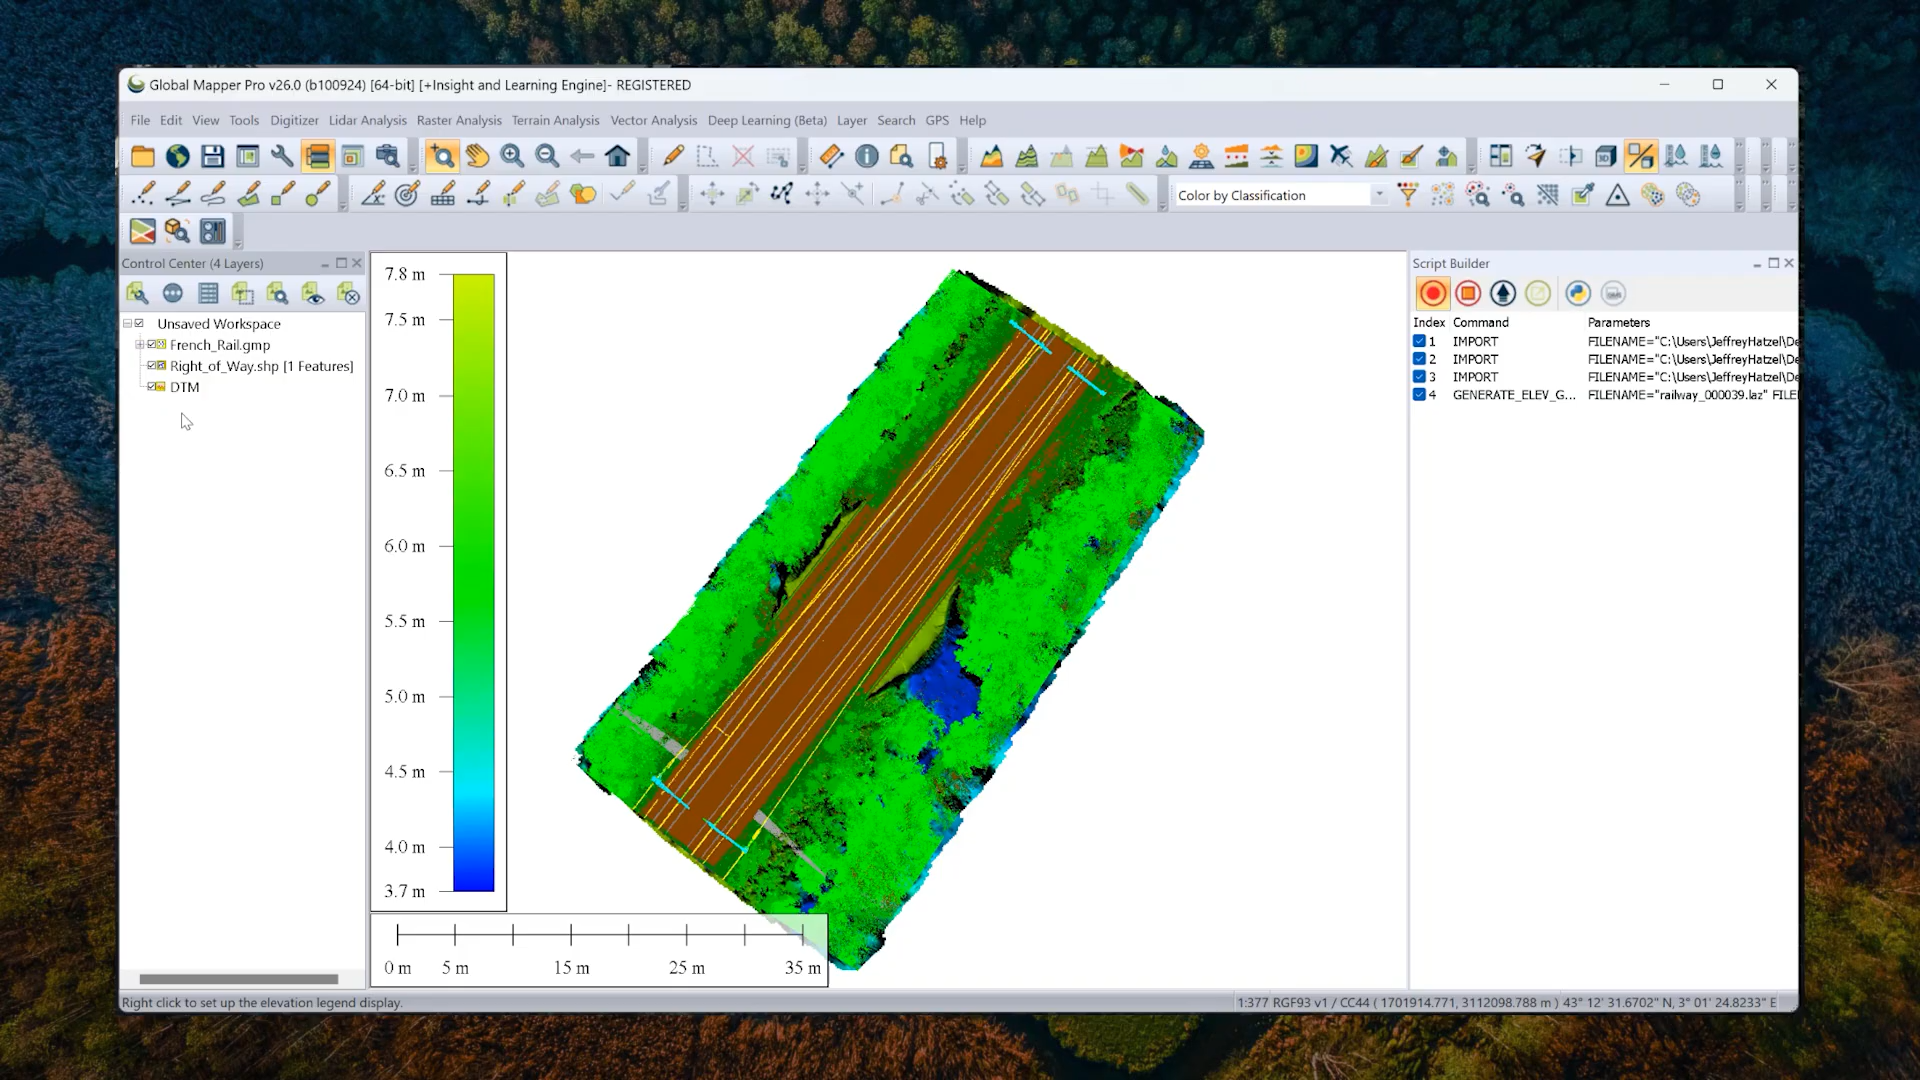 Global Mapper Pro v26.0 (b100924) [64-bit] [+Insight and Learning Engine]- REGISTERED
File Edit View Tools Digitizer Lidar Analysis Raster Analysis Terrain Analysis Vector Analysis Deep Learning (Beta) Layer Search GPS Help
Color by Classification
Control Center (4 Layers)
Unsaved Workspace
French_Rail.gmp
Right_of_Way.shp [1 Features]
DTM
7.8 m
7.5 m
7.0 m
6.5 m
6.0 m
5.5 m
5.0 m
4.5 m
4.0 m
3.7 m
0 m 5 m 15 m 25 m 35 m
Script Builder
Index Command Parameters
1 IMPORT FILENAME="C:\Users\JeffreyHatzel\De
2 IMPORT FILENAME="C:\Users\JeffreyHatzel\De
3 IMPORT FILENAME="C:\Users\JeffreyHatzel\De
4 GENERATE_ELEV_G... FILENAME="railway_000039.laz" FILE
Right click to set up the elevation legend display.
1:377 RGF93 v1 / CC44 ( 1701914.771, 3112098.788 m ) 43° 12' 31.6702" N, 3° 01' 24.8233" E